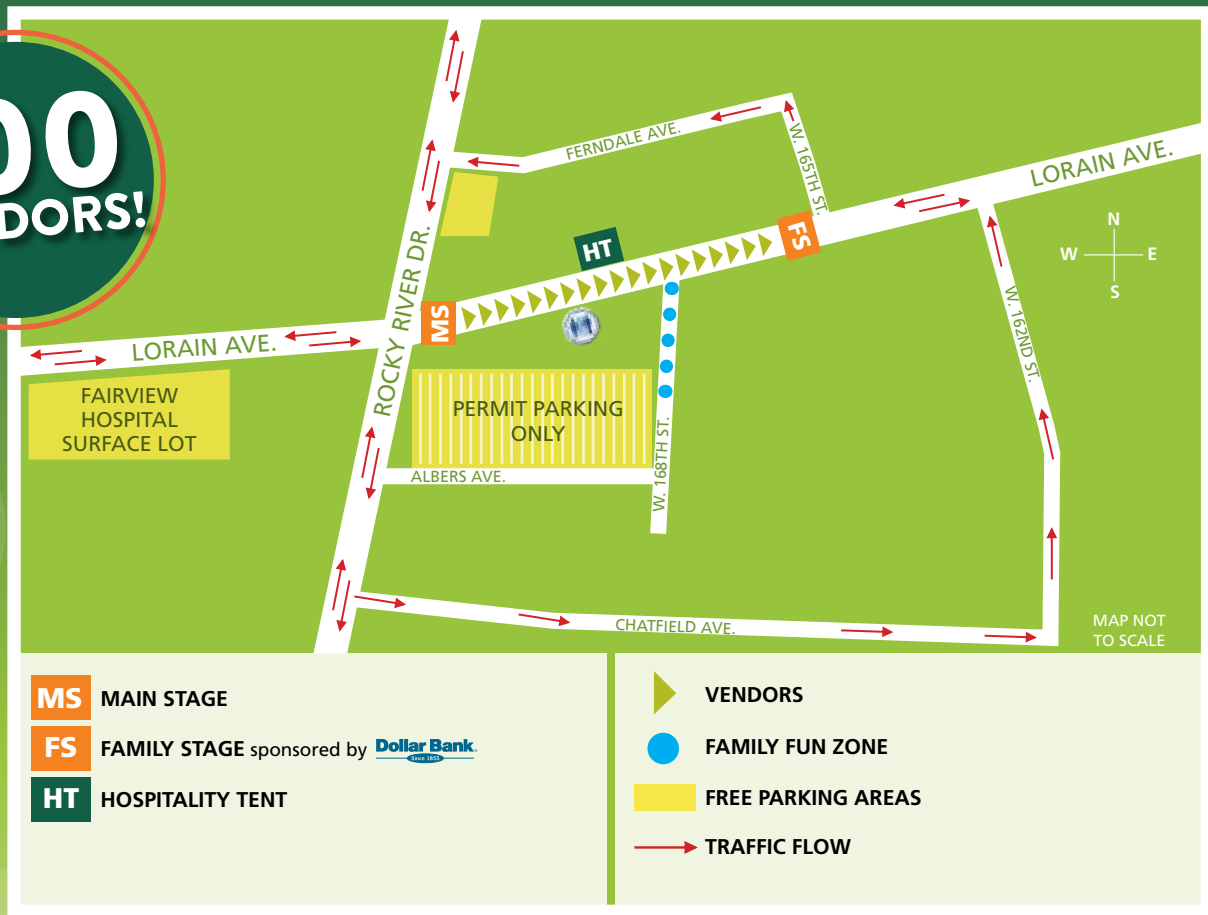 00
DORS!
FERNDALE AVE.
W. 165TH ST.
LORAIN AVE.
N
W E
S
HT
FS
MS
ROCKY RIVER DR.
LORAIN AVE.
W. 162ND ST.
FAIRVIEW
HOSPITAL
SURFACE LOT
PERMIT PARKING
ONLY
ALBERS AVE.
W. 168TH ST.
CHATFIELD AVE.
MAP NOT
TO SCALE
MS MAIN STAGE
FS FAMILY STAGE sponsored by Dollar Bank
Since 1855
HT HOSPITALITY TENT
VENDORS
FAMILY FUN ZONE
FREE PARKING AREAS
TRAFFIC FLOW